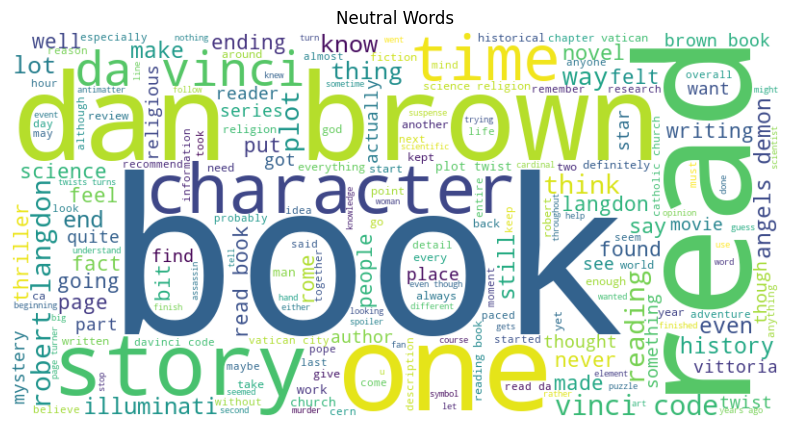 Neutral Words
well especially nothing turn around know historical chapter vatican brown book
lot make ending almost thing mind fiction novel anyone
reason line knew sometime went science religion remember research overall
hour da vinci time way felt want might
antimatter although religious reader plot actually follow suspense trying star
event day may review series religion god another next life scientific writing
dan brown
read
science recommend information took put got need everything start kept plot twist two definitely cardinal catholic church must done scientist
twists turns feel character think langdon angels demon
look end probably idea knowledge woman point go entire keep robert throughout help say movie opinion guess
thriller robert langdon quite find bit said tell man rome together people detail every back seem found use
understand fact place still see world word
going assassin hand even though always moment enough though anything
ca page finish either looking different paced yet wanted year adventure
beginning part read book spoiler gets started something finished even
book
mystery big written davinci code vatican city author reading book thought reading history
page turner maybe pope last fan course description never element puzzle vittoria
story one
stop seemed take give u come read da made rather
believe illuminati without second work church symbol let vinci code art twist
murder cern years ago